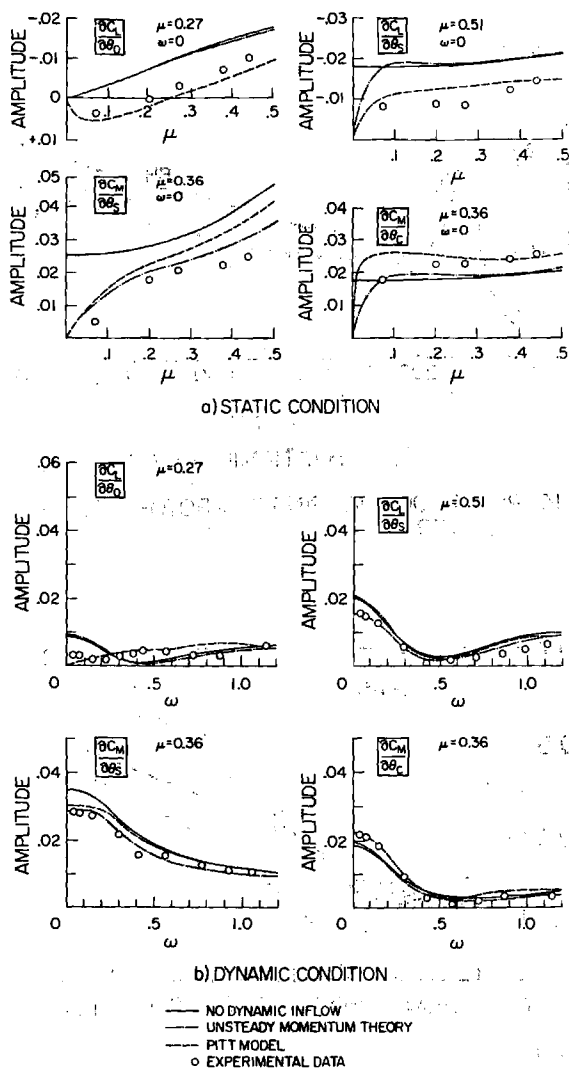 ∂C_L/∂θ_O μ=0.27 ω=0
AMPLITUDE
-.02
-.01
0
+.01
.1 .2 .3 .4 .5
μ
∂C_L/∂θ_S μ=0.51 ω=0
AMPLITUDE
-.03
-.02
-.01
.1 .2 .3 .4 .5
μ
∂C_M/∂θ_S μ=0.36 ω=0
AMPLITUDE
.05
.04
.03
.02
.01
0 .1 .2 .3 .4 .5
μ
∂C_M/∂θ_C μ=0.36 ω=0
AMPLITUDE
.04
.03
.02
.01
.1 .2 .3 .4 .5
μ
a) STATIC CONDITION
∂C_L/∂θ_O μ=0.27
AMPLITUDE
.06
.04
.02
0 .5 1.0
ω
∂C_L/∂θ_S μ=0.51
AMPLITUDE
.04
.02
0 .5 1.0
ω
∂C_M/∂θ_S μ=0.36
AMPLITUDE
.04
.02
0 .5 1.0
ω
∂C_M/∂θ_C μ=0.36
AMPLITUDE
.04
.02
0 .5 1.0
ω
b) DYNAMIC CONDITION
NO DYNAMIC INFLOW
UNSTEADY MOMENTUM THEORY
PITT MODEL
EXPERIMENTAL DATA